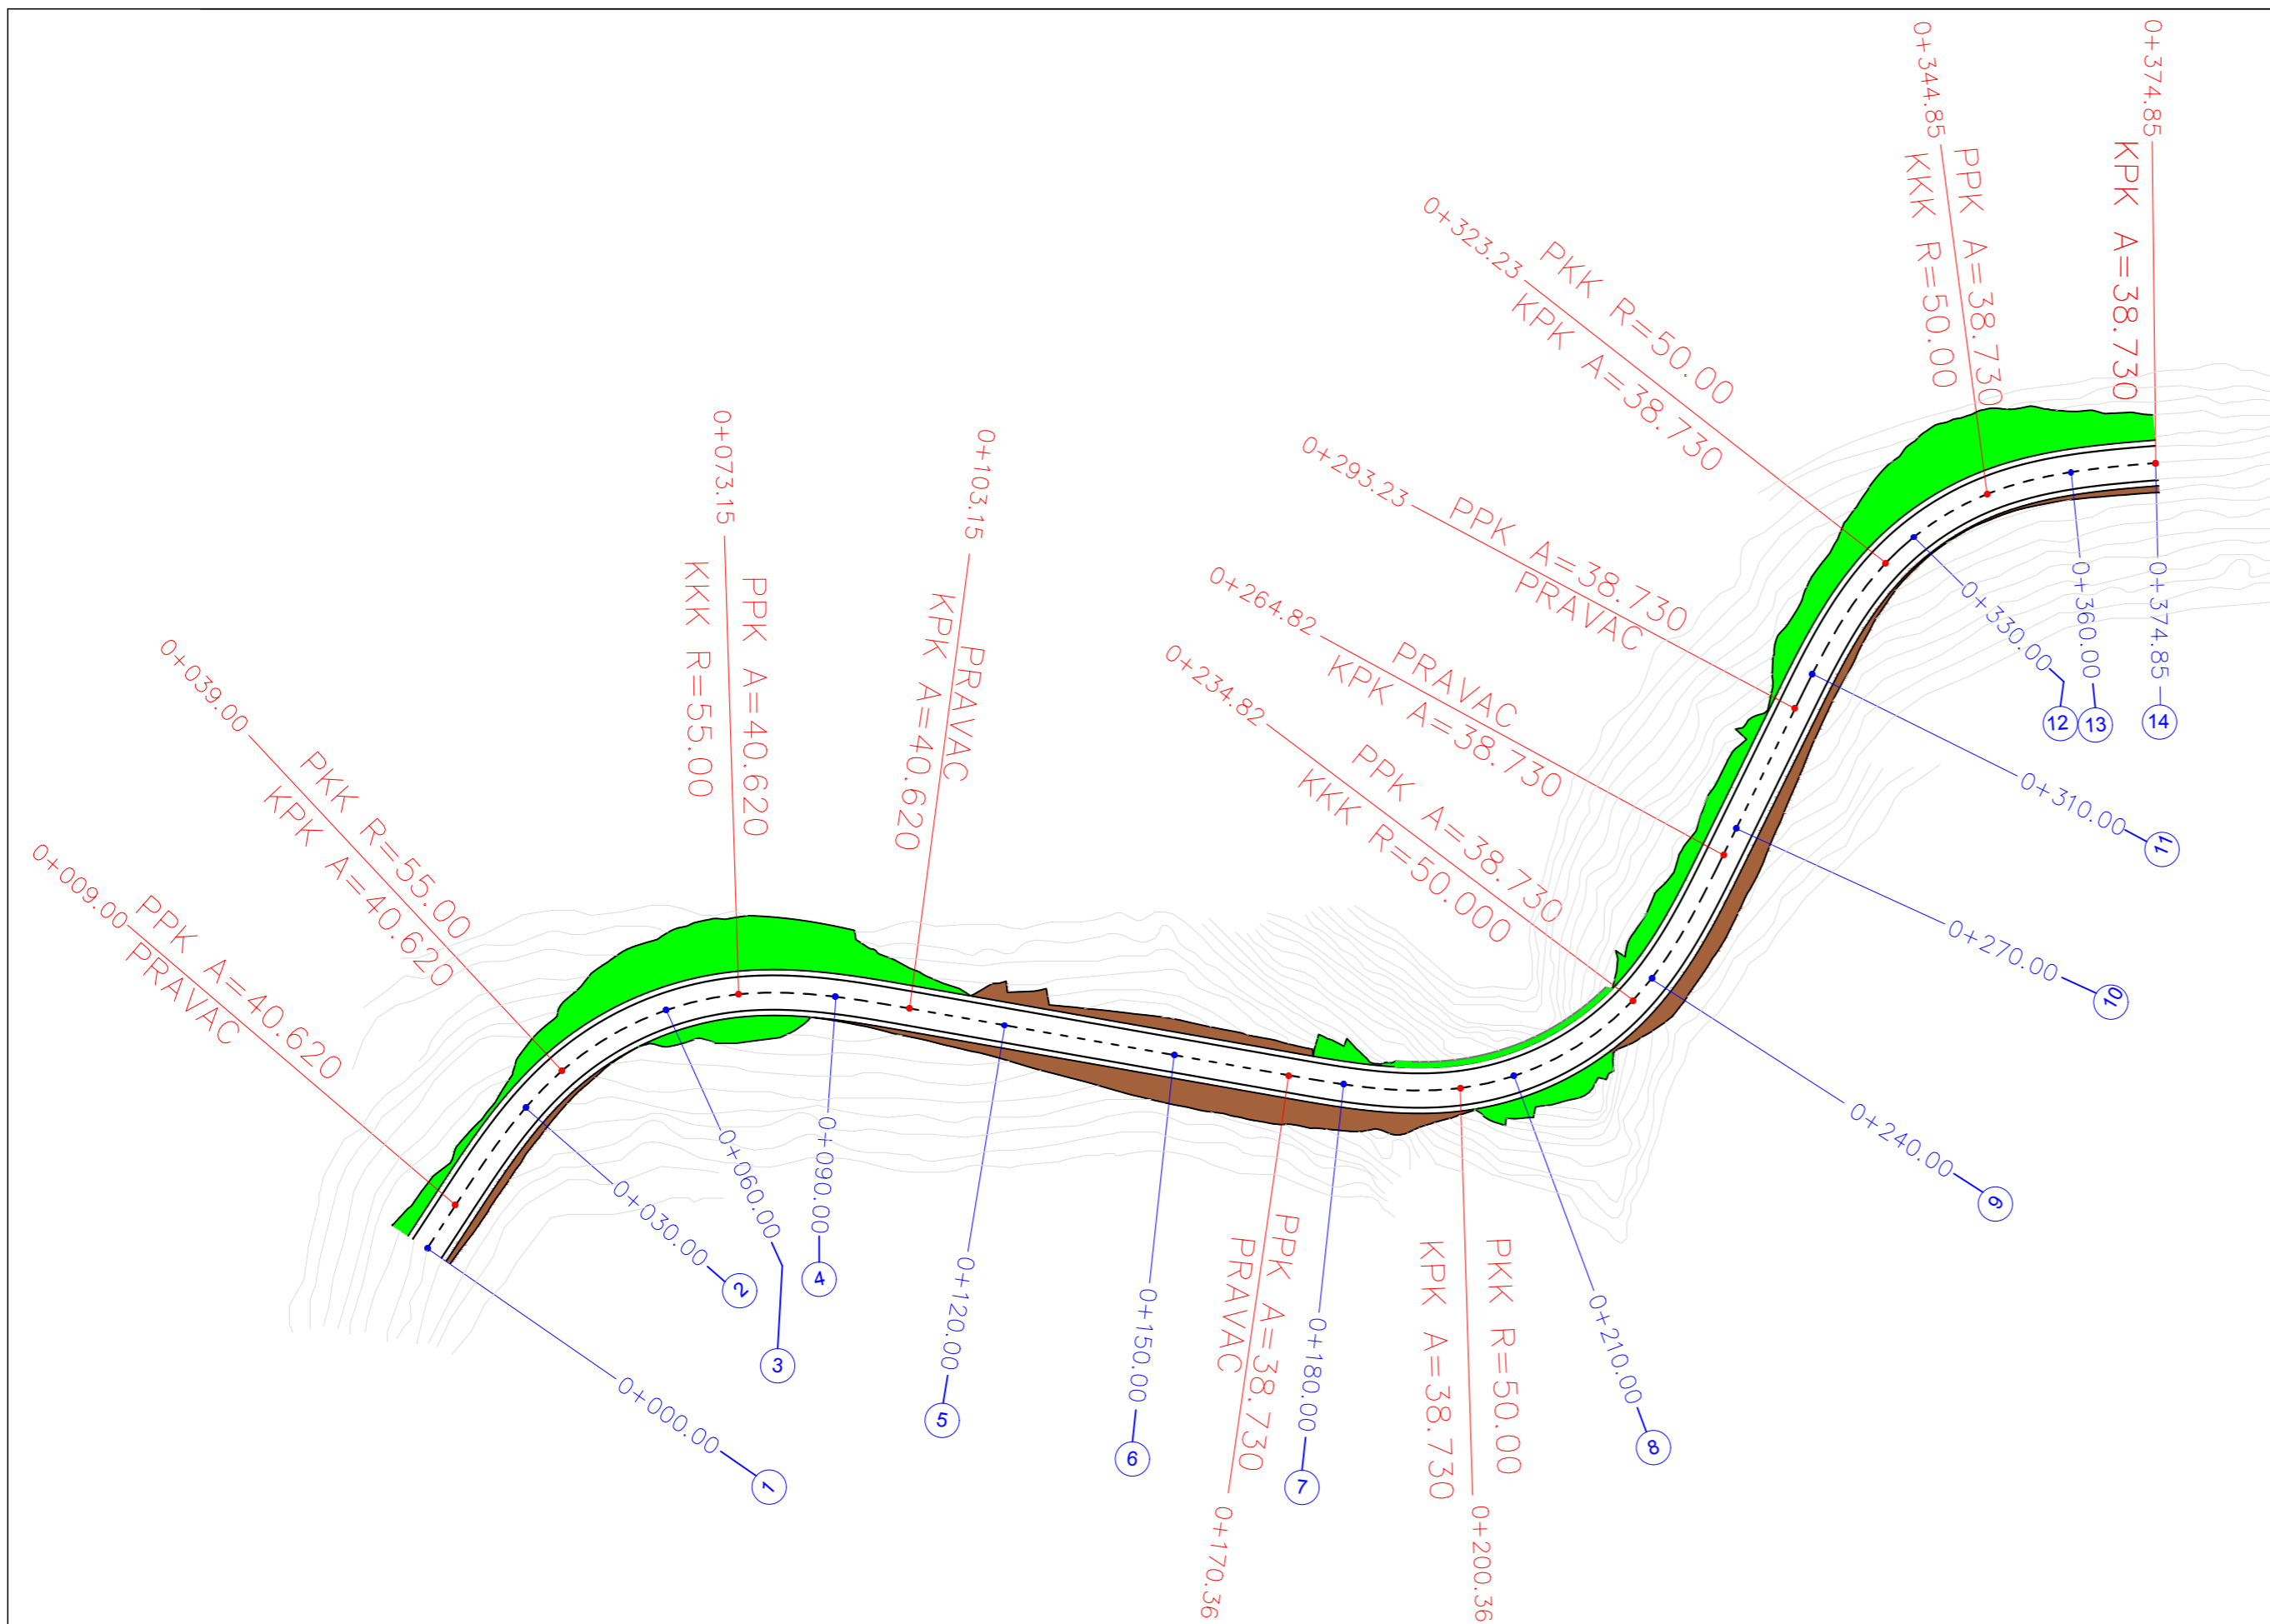 0+374.85
KPK A=38.730
0+344.85
PPK A=38.730
KKK R=50.00
0+323.23
PKK R=50.00
KPK A=38.730
0+293.23
PPK A=38.730
PRAVAC
0+264.82
PRAVAC
KPK A=38.730
0+234.82
PPK A=38.730
KKK R=50.000
0+103.15
PRAVAC
KPK A=40.620
0+073.15
PPK A=40.620
KKK R=55.00
0+039.00
PKK R=55.00
KPK A=40.620
0+009.00
PPK A=40.620
PRAVAC
PPK A=38.730
PRAVAC
0+170.36
PKK R=50.00
KPK A=38.730
0+200.36
0+000.00
1
0+030.00
2
0+060.00
3
0+090.00
4
0+120.00
5
0+150.00
6
0+180.00
7
0+210.00
8
0+240.00
9
0+270.00
10
0+310.00
11
0+330.00
12
0+360.00
13
0+374.85
14